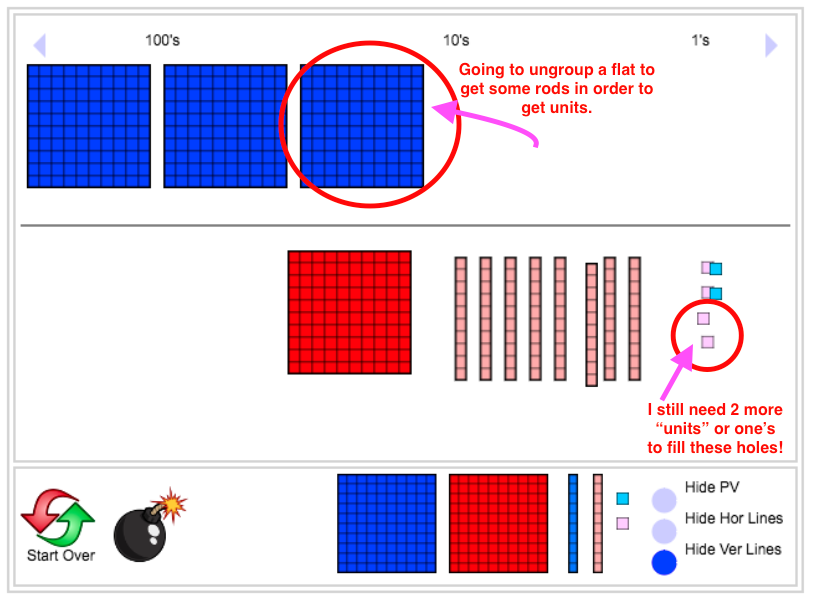 100's
10's
1's
Going to ungroup a flat to
get some rods in order to
get units.
I still need 2 more
“units” or one’s
to fill these holes!
Start Over
Hide PV
Hide Hor Lines
Hide Ver Lines